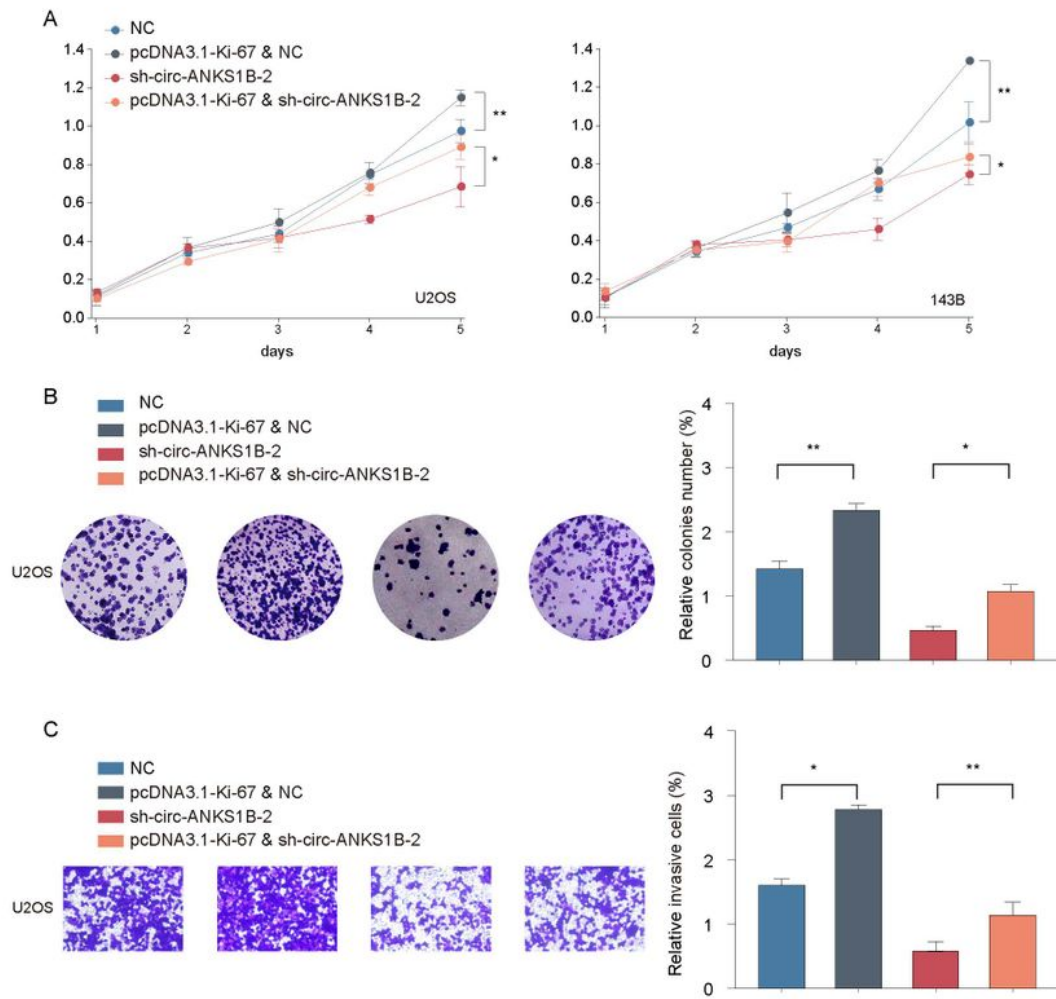 A
NC
pcDNA3.1-Ki-67 & NC
sh-circ-ANKS1B-2
pcDNA3.1-Ki-67 & sh-circ-ANKS1B-2
1.4
1.2
1.0
0.8
0.6
0.4
0.2
0.0
1 2 3 4 5
days
U2OS
**
*
1.4
1.2
1.0
0.8
0.6
0.4
0.2
0.0
1 2 3 4 5
days
143B
**
*
B
NC
pcDNA3.1-Ki-67 & NC
sh-circ-ANKS1B-2
pcDNA3.1-Ki-67 & sh-circ-ANKS1B-2
U2OS
Relative colonies number (%)
4
3
2
1
0
**
*
C
NC
pcDNA3.1-Ki-67 & NC
sh-circ-ANKS1B-2
pcDNA3.1-Ki-67 & sh-circ-ANKS1B-2
U2OS
Relative invasive cells (%)
4
3
2
1
0
*
**